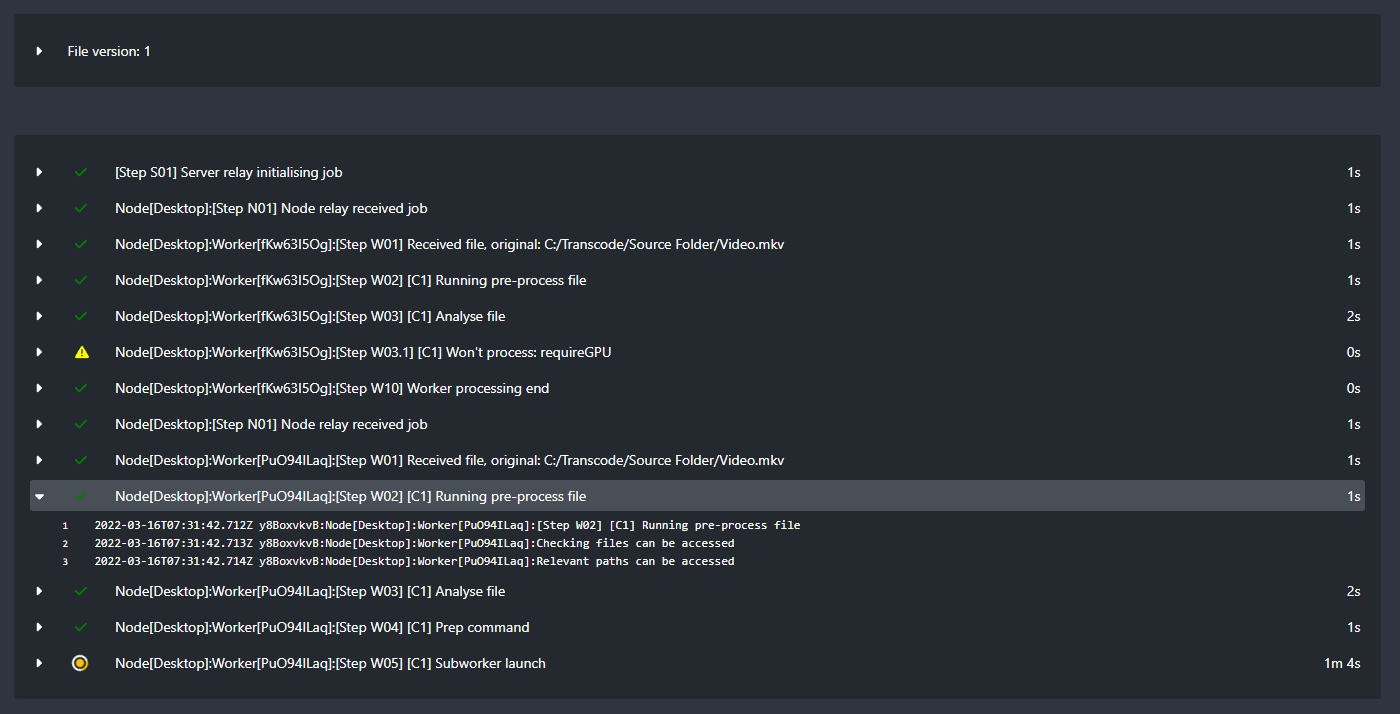 File version: 1
[Step S01] Server relay initialising job 1s
Node[Desktop]:[Step N01] Node relay received job 1s
Node[Desktop]:Worker[fKw63I5Og]:[Step W01] Received file, original: C:/Transcode/Source Folder/Video.mkv 1s
Node[Desktop]:Worker[fKw63I5Og]:[Step W02] [C1] Running pre-process file 1s
Node[Desktop]:Worker[fKw63I5Og]:[Step W03] [C1] Analyse file 2s
Node[Desktop]:Worker[fKw63I5Og]:[Step W03.1] [C1] Won't process: requireGPU 0s
Node[Desktop]:Worker[fKw63I5Og]:[Step W10] Worker processing end 0s
Node[Desktop]:[Step N01] Node relay received job 1s
Node[Desktop]:Worker[PuO94ILaq]:[Step W01] Received file, original: C:/Transcode/Source Folder/Video.mkv 1s
Node[Desktop]:Worker[PuO94ILaq]:[Step W02] [C1] Running pre-process file 1s
1 2022-03-16T07:31:42.712Z y8BoxvkvB:Node[Desktop]:Worker[PuO94ILaq]:[Step W02] [C1] Running pre-process file
2 2022-03-16T07:31:42.713Z y8BoxvkvB:Node[Desktop]:Worker[PuO94ILaq]:Checking files can be accessed
3 2022-03-16T07:31:42.714Z y8BoxvkvB:Node[Desktop]:Worker[PuO94ILaq]:Relevant paths can be accessed
Node[Desktop]:Worker[PuO94ILaq]:[Step W03] [C1] Analyse file 2s
Node[Desktop]:Worker[PuO94ILaq]:[Step W04] [C1] Prep command 1s
Node[Desktop]:Worker[PuO94ILaq]:[Step W05] [C1] Subworker launch 1m 4s